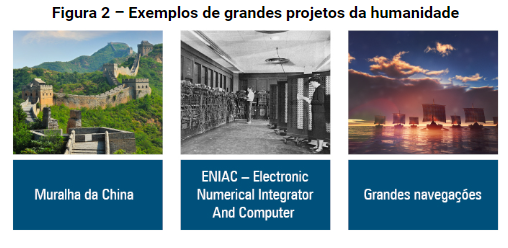 Figura 2 – Exemplos de grandes projetos da humanidade
Muralha da China
ENIAC – Electronic
Numerical Integrator
And Computer
Grandes navegações